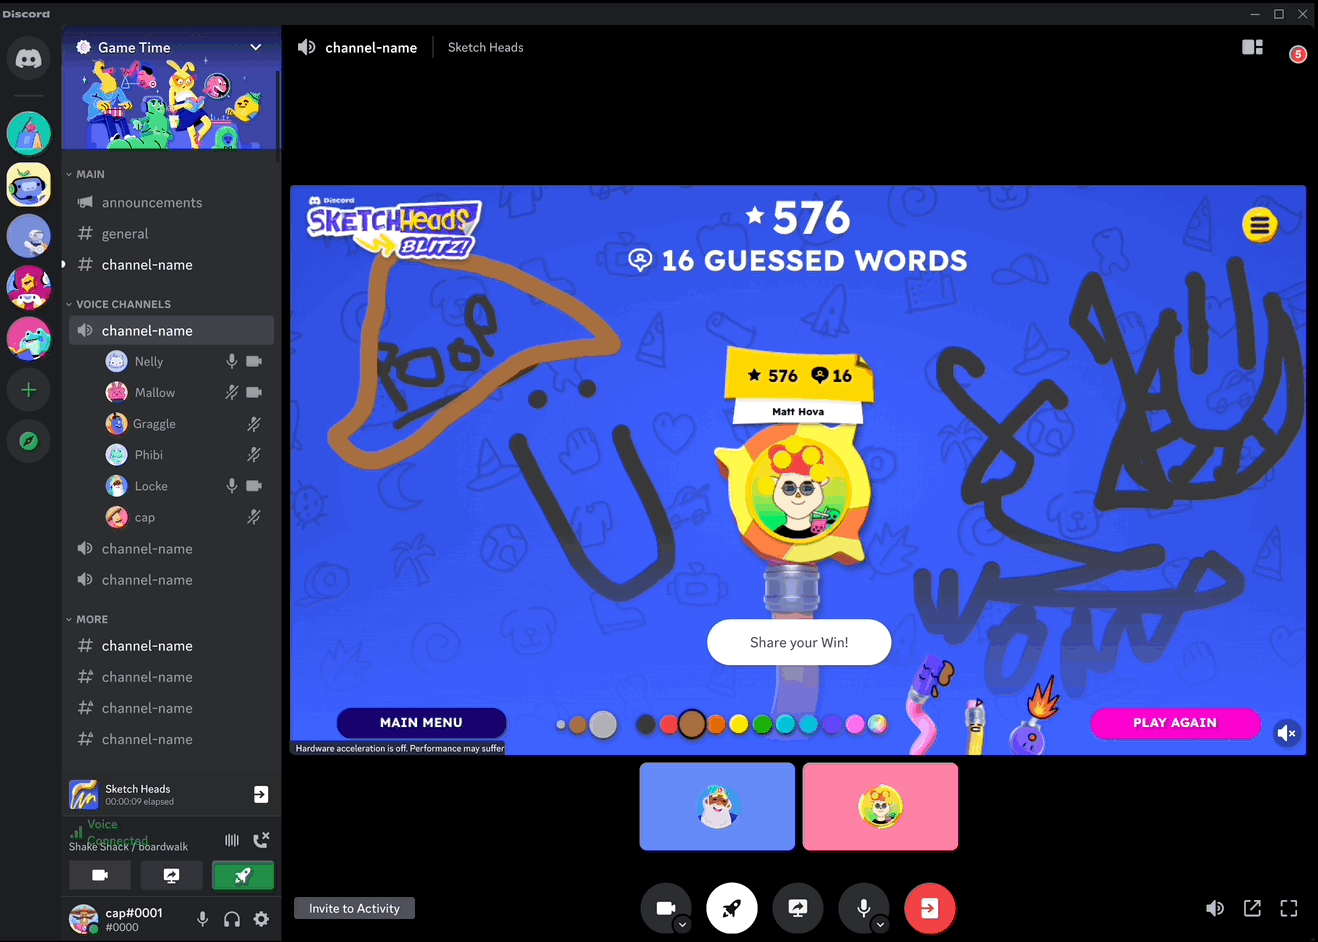 Discord
Game Time
MAIN
announcements
general
channel-name
VOICE CHANNELS
channel-name
Nelly
Mallow
Graggle
Phibi
Locke
cap
channel-name
channel-name
MORE
channel-name
channel-name
channel-name
channel-name
Sketch Heads
00:00:09 elapsed
Voice Connected
Shake Shack / boardwalk
cap#0001
#0000
channel-name
Sketch Heads
5
Discord
SKETCHHeadS
BLITZ!
576
16 GUESSED WORDS
POOP
576 16
Matt Hova
Share your Win!
MAIN MENU
PLAY AGAIN
Hardware acceleration is off. Performance may suffer
Invite to Activity